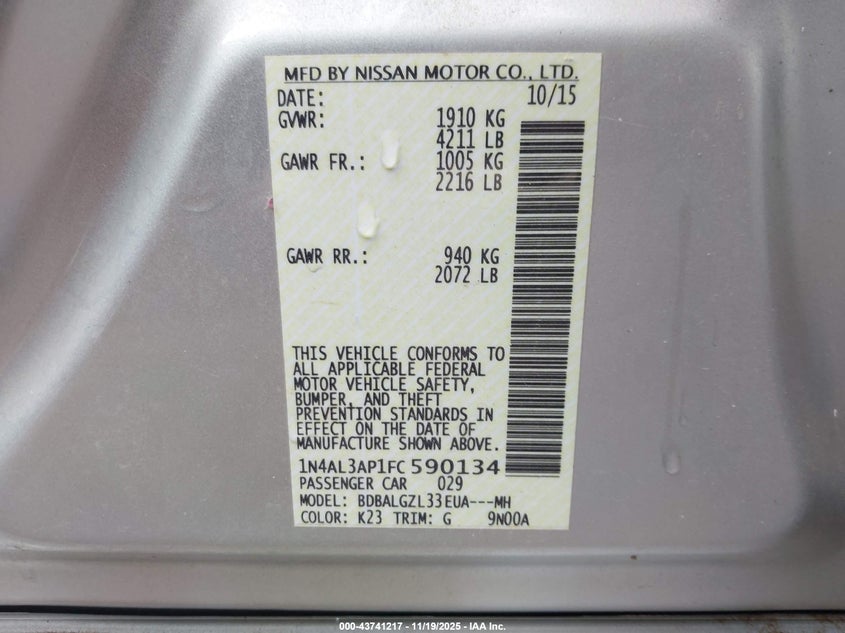 MFD BY NISSAN MOTOR CO., LTD.
DATE: 10/15
GVWR: 1910 KG
4211 LB
GAWR FR.: 1005 KG
2216 LB
GAWR RR.: 940 KG
2072 LB
THIS VEHICLE CONFORMS TO
ALL APPLICABLE FEDERAL
MOTOR VEHICLE SAFETY,
BUMPER, AND THEFT
PREVENTION STANDARDS IN
EFFECT ON THE DATE OF
MANUFACTURE SHOWN ABOVE.
1N4AL3AP1FC590134
PASSENGER CAR 029
MODEL: BDBALGZL33EUA---MH
COLOR: K23 TRIM: G 9N00A
000-43741217 - 11/19/2025 - IAA Inc.